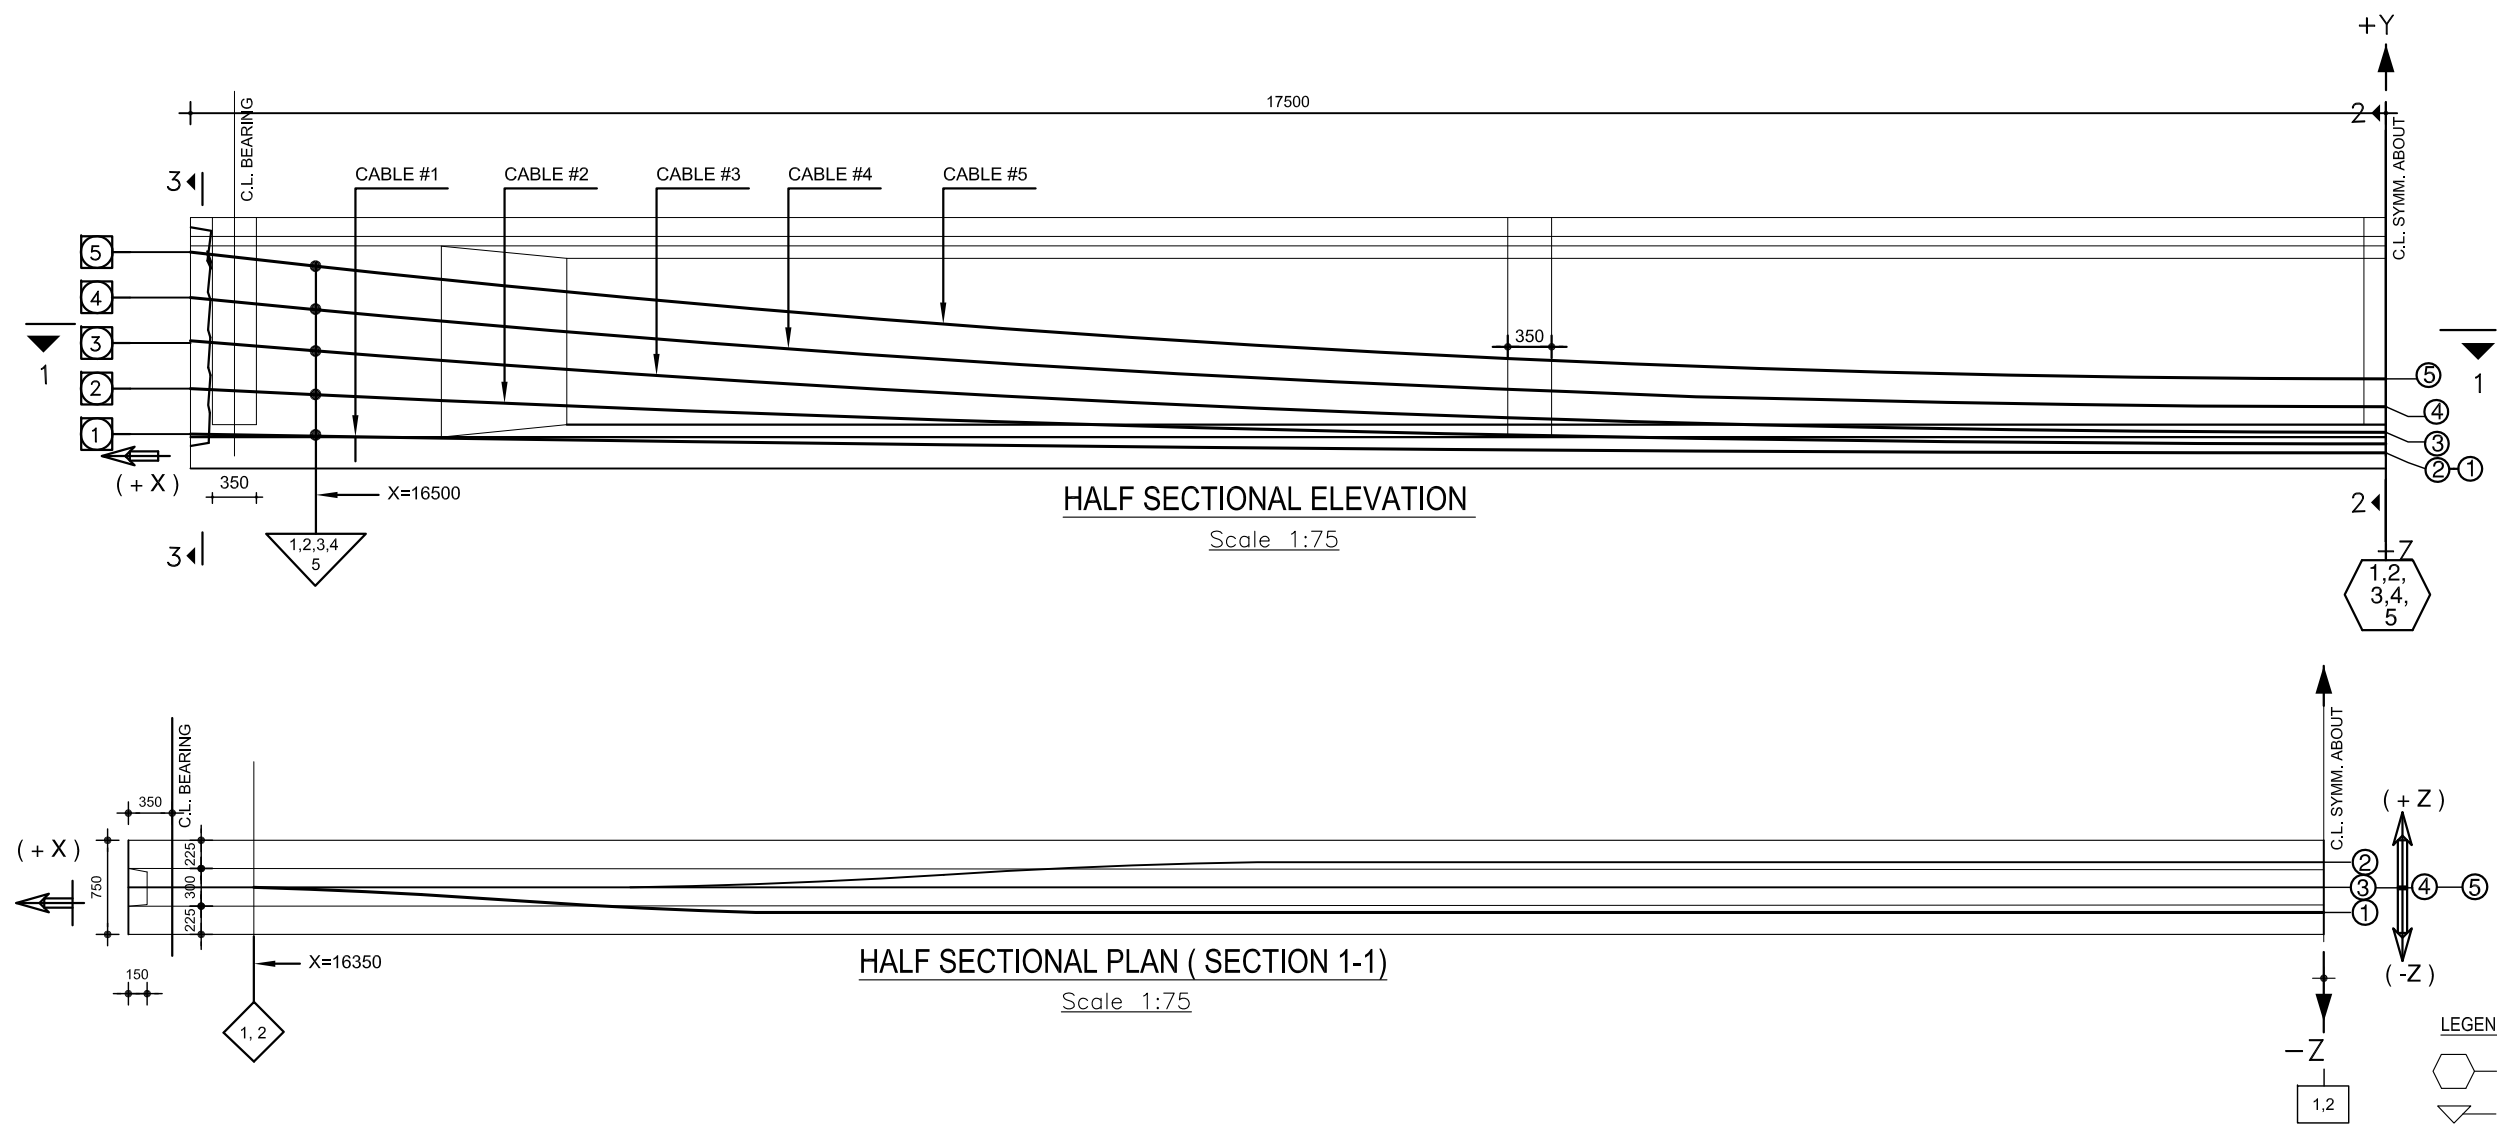 +Y
17500
2
C.L. BEARING
C.L. SYMM. ABOUT
3
CABLE #1
CABLE #2
CABLE #3
CABLE #4
CABLE #5
5
4
3
2
1
1
350
5
4
3
2
1
1
( + X )
350
X=16500
HALF SECTIONAL ELEVATION
Scale 1:75
2
3
1,2,3,4
5
1,2,
3,4,
5
C.L. BEARING
C.L. SYMM. ABOUT
350
( + X )
750
225
300
225
( + Z )
2
3
4
5
1
( -Z )
X=16350
HALF SECTIONAL PLAN ( SECTION 1-1)
Scale 1:75
150
1, 2
LEGEN
-Z
1,2